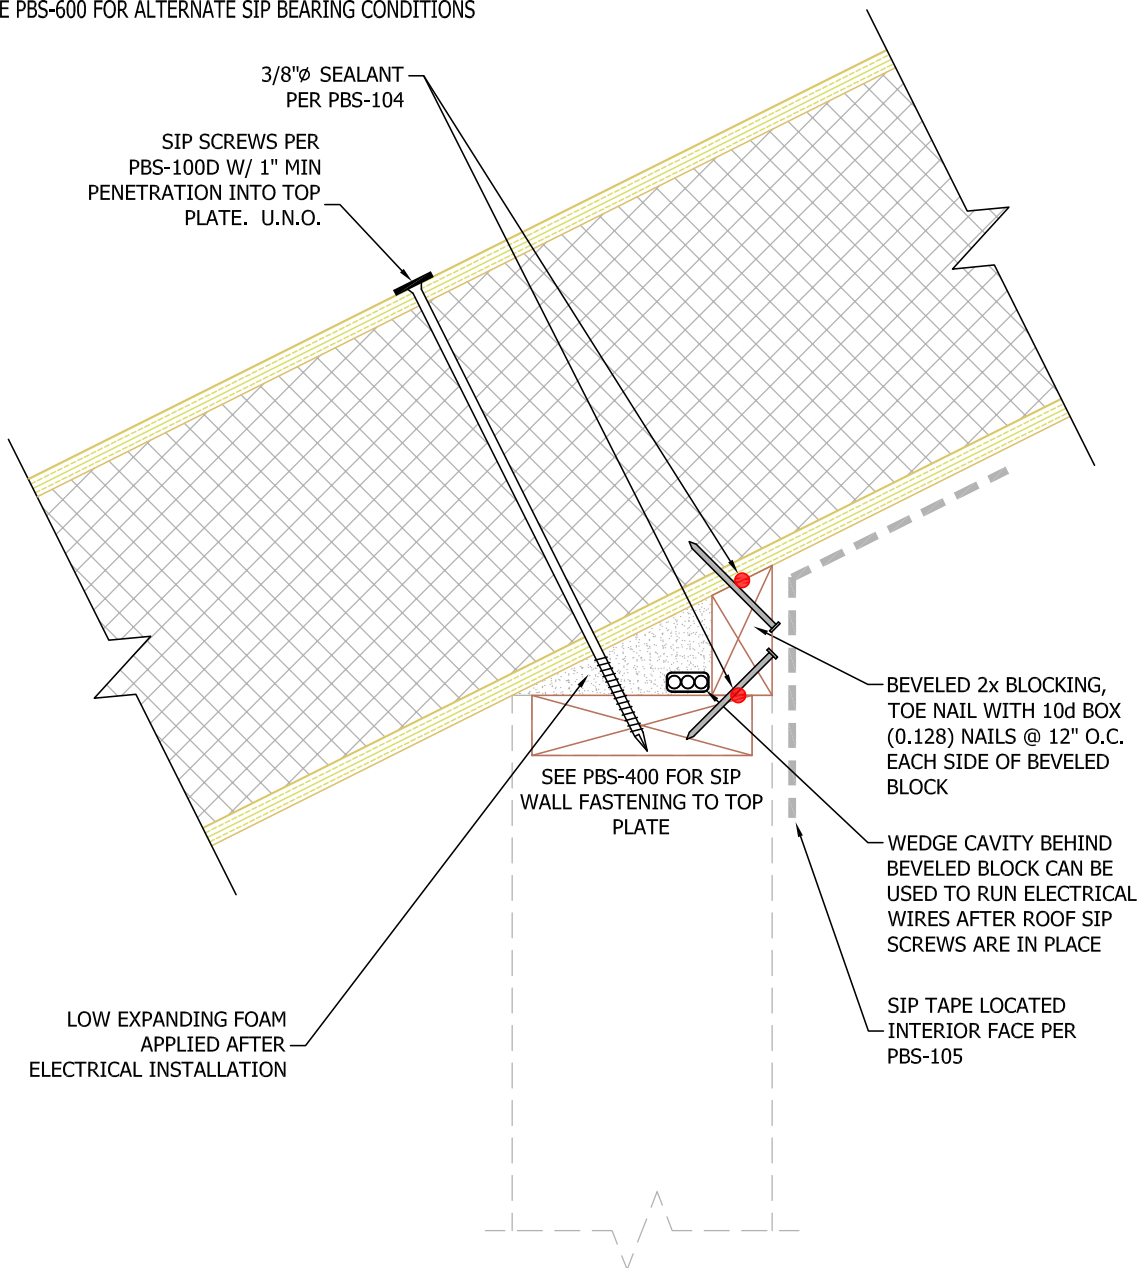 PBS-600 FOR ALTERNATE SIP BEARING CONDITIONS
3/8"Ø SEALANT
PER PBS-104
SIP SCREWS PER
PBS-100D W/ 1" MIN
PENETRATION INTO TOP
PLATE. U.N.O.
BEVELED 2x BLOCKING,
TOE NAIL WITH 10d BOX
(0.128) NAILS @ 12" O.C.
EACH SIDE OF BEVELED
BLOCK
SEE PBS-400 FOR SIP
WALL FASTENING TO TOP
PLATE
WEDGE CAVITY BEHIND
BEVELED BLOCK CAN BE
USED TO RUN ELECTRICAL
WIRES AFTER ROOF SIP
SCREWS ARE IN PLACE
SIP TAPE LOCATED
INTERIOR FACE PER
PBS-105
LOW EXPANDING FOAM
APPLIED AFTER
ELECTRICAL INSTALLATION